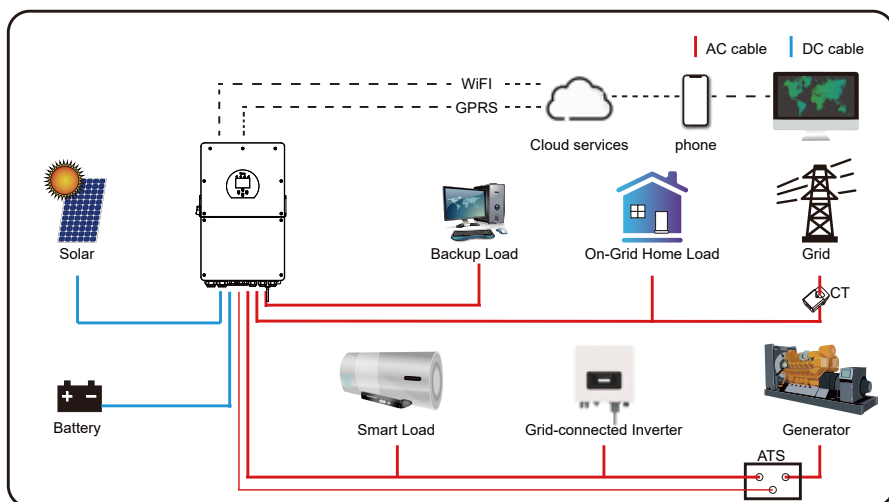 AC cable
DC cable
WiFI
GPRS
Cloud services
phone
Solar
Backup Load
On-Grid Home Load
Grid
CT
Battery
Smart Load
Grid-connected Inverter
Generator
ATS